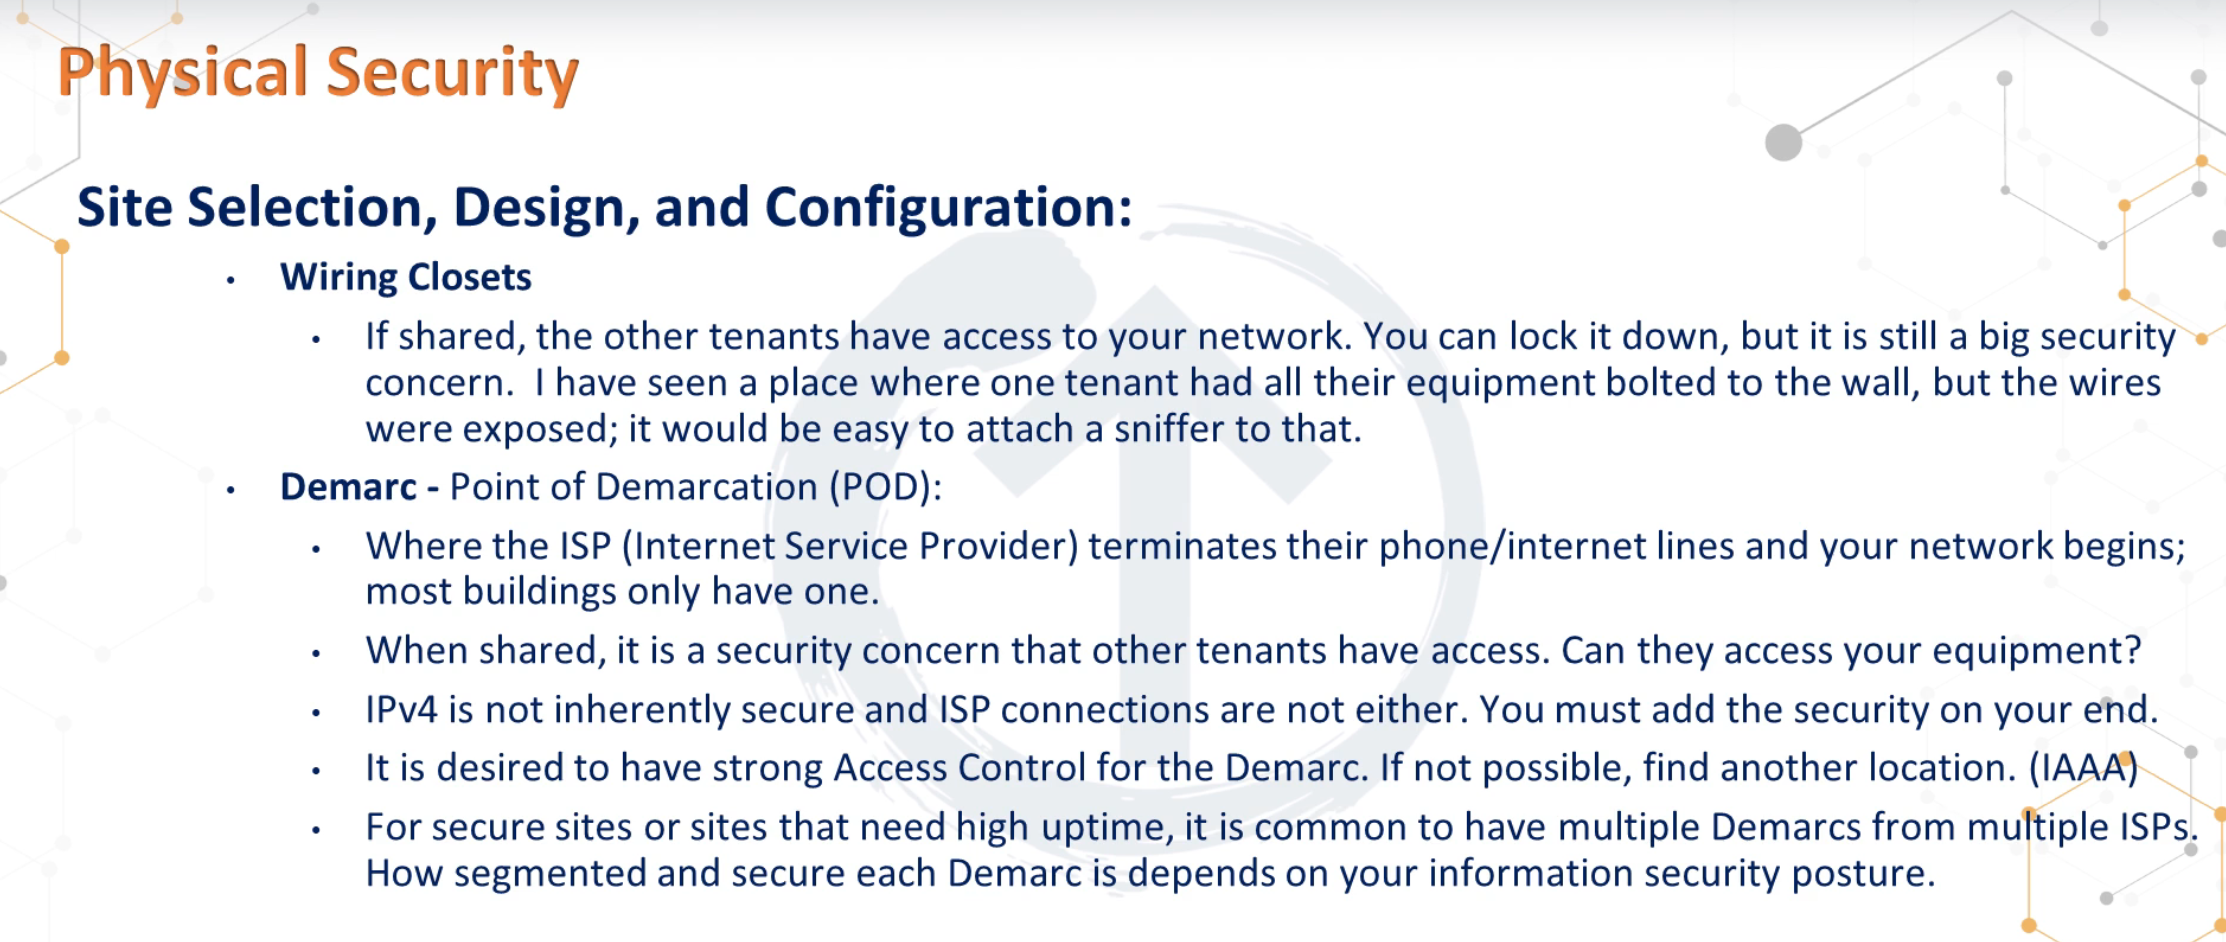 Physical Security
Site Selection, Design, and Configuration:
• Wiring Closets
• If shared, the other tenants have access to your network. You can lock it down, but it is still a big security
concern.  I have seen a place where one tenant had all their equipment bolted to the wall, but the wires
were exposed; it would be easy to attach a sniffer to that.
• Demarc - Point of Demarcation (POD):
• Where the ISP (Internet Service Provider) terminates their phone/internet lines and your network begins;
most buildings only have one.
• When shared, it is a security concern that other tenants have access. Can they access your equipment?
• IPv4 is not inherently secure and ISP connections are not either. You must add the security on your end.
• It is desired to have strong Access Control for the Demarc. If not possible, find another location. (IAAA)
• For secure sites or sites that need high uptime, it is common to have multiple Demarcs from multiple ISPs.
How segmented and secure each Demarc is depends on your information security posture.